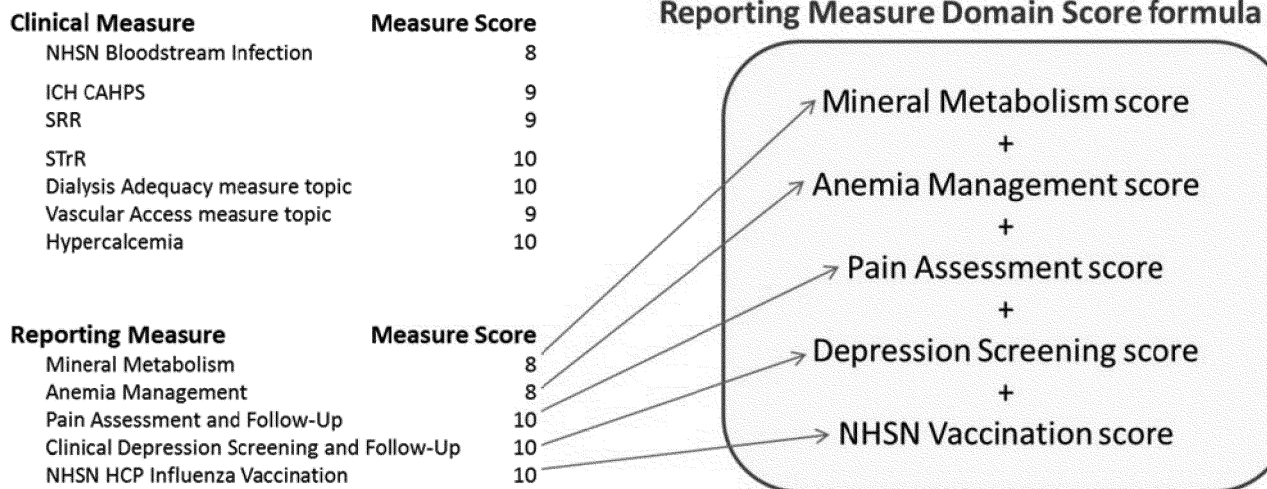 Clinical Measure Measure Score
NHSN Bloodstream Infection 8
ICH CAHPS 9
SRR 9
STrR 10
Dialysis Adequacy measure topic 10
Vascular Access measure topic 9
Hypercalcemia 10
Reporting Measure Measure Score
Mineral Metabolism 8
Anemia Management 8
Pain Assessment and Follow-Up 10
Clinical Depression Screening and Follow-Up 10
NHSN HCP Influenza Vaccination 10
Reporting Measure Domain Score formula
Mineral Metabolism score
+
Anemia Management score
+
Pain Assessment score
+
Depression Screening score
+
NHSN Vaccination score